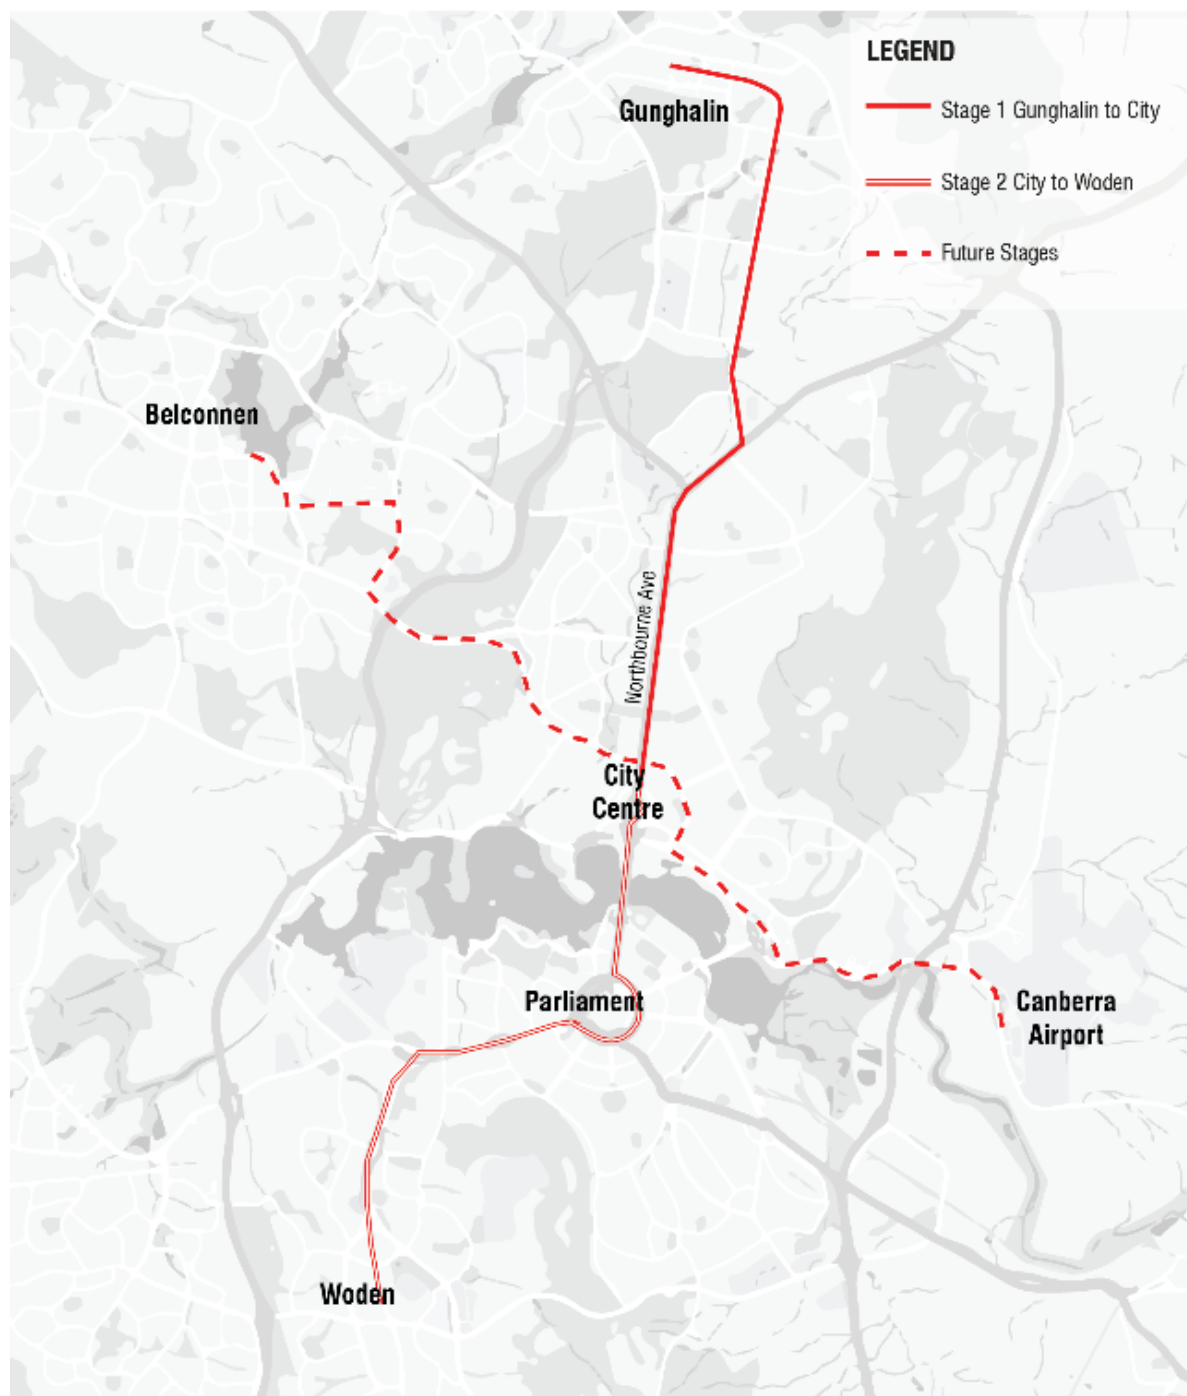 LEGEND
Stage 1 Gunghalin to City
Stage 2 City to Woden
Future Stages
Gunghalin
Belconnen
Northbourne Ave
City
Centre
Parliament
Canberra
Airport
Woden